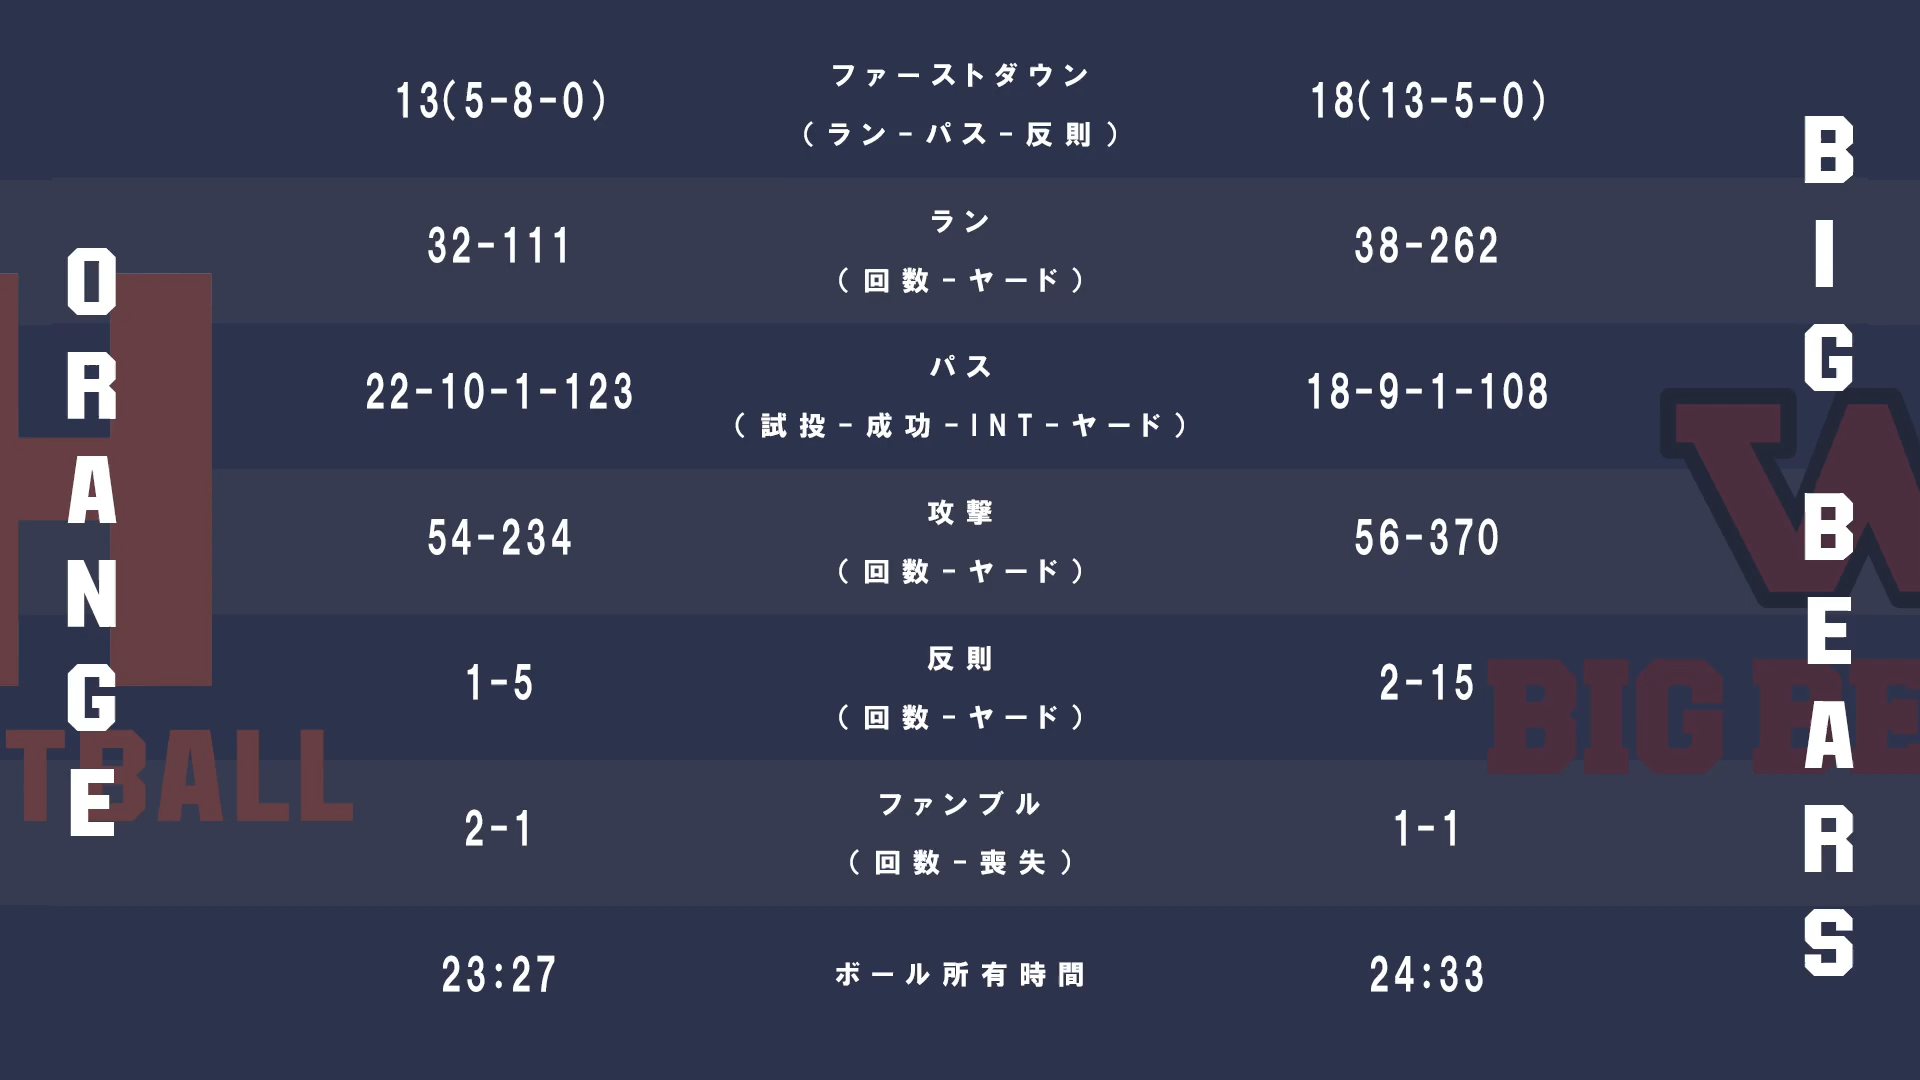 ORANGE
13(5-8-0)
ファーストダウン
(ラン-パス-反則)
18(13-5-0)
32-111
ラン
(回数-ヤード)
38-262
22-10-1-123
パス
(試投-成功-INT-ヤード)
18-9-1-108
54-234
攻撃
(回数-ヤード)
56-370
1-5
反則
(回数-ヤード)
2-15
2-1
ファンブル
(回数-喪失)
1-1
23:27
ボール所有時間
24:33
BIG BEARS
H
TBALL
W
BIG BE